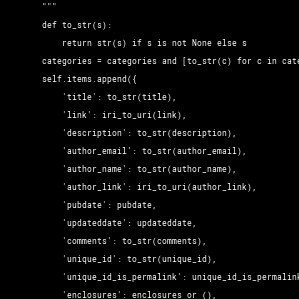 """
def to_str(s):
return str(s) if s is not None else s
categories = categories and [to_str(c) for c in cate
self.items.append({
'title': to_str(title),
'link': iri_to_uri(link),
'description': to_str(description),
'author_email': to_str(author_email),
'author_name': to_str(author_name),
'author_link': iri_to_uri(author_link),
'pubdate': pubdate,
'updateddate': updateddate,
'comments': to_str(comments),
'unique_id': to_str(unique_id),
'unique_id_is_permalink': unique_id_is_permalink
'enclosures': enclosures or (),